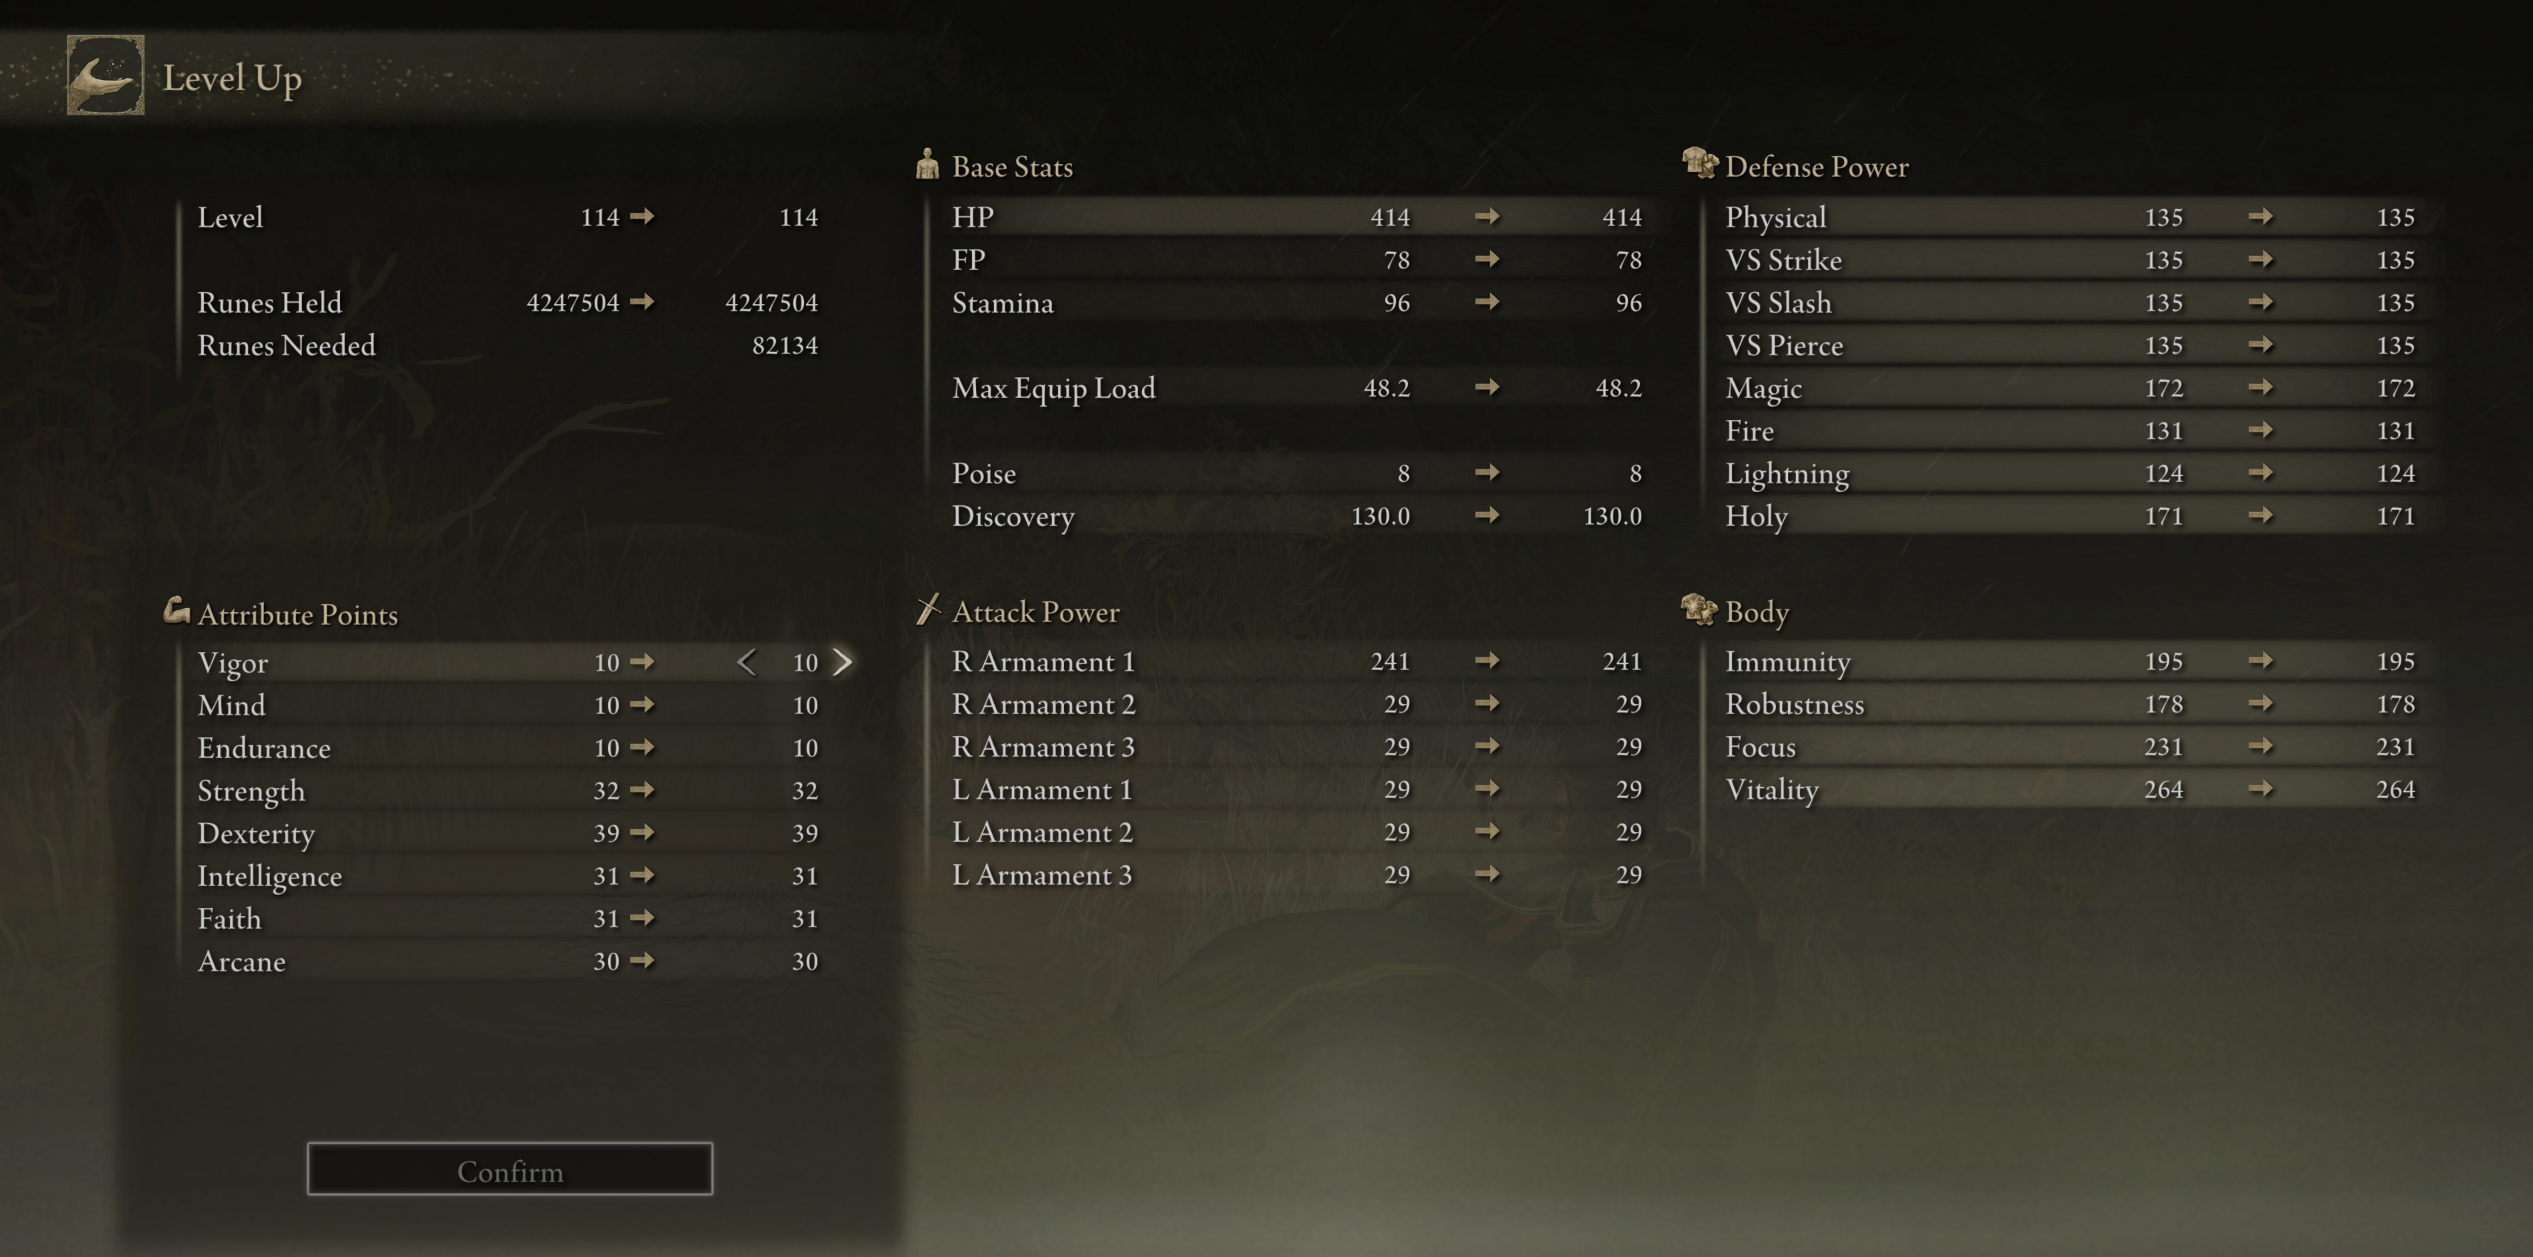 Level Up
Level 114 114
Runes Held 4247504 4247504
Runes Needed 82134
Attribute Points
Vigor 10 10
Mind 10 10
Endurance 10 10
Strength 32 32
Dexterity 39 39
Intelligence 31 31
Faith 31 31
Arcane 30 30
Confirm
Base Stats
HP 414 414
FP 78 78
Stamina 96 96
Max Equip Load 48.2 48.2
Poise 8 8
Discovery 130.0 130.0
Attack Power
R Armament 1 241 241
R Armament 2 29 29
R Armament 3 29 29
L Armament 1 29 29
L Armament 2 29 29
L Armament 3 29 29
Defense Power
Physical 135 135
VS Strike 135 135
VS Slash 135 135
VS Pierce 135 135
Magic 172 172
Fire 131 131
Lightning 124 124
Holy 171 171
Body
Immunity 195 195
Robustness 178 178
Focus 231 231
Vitality 264 264